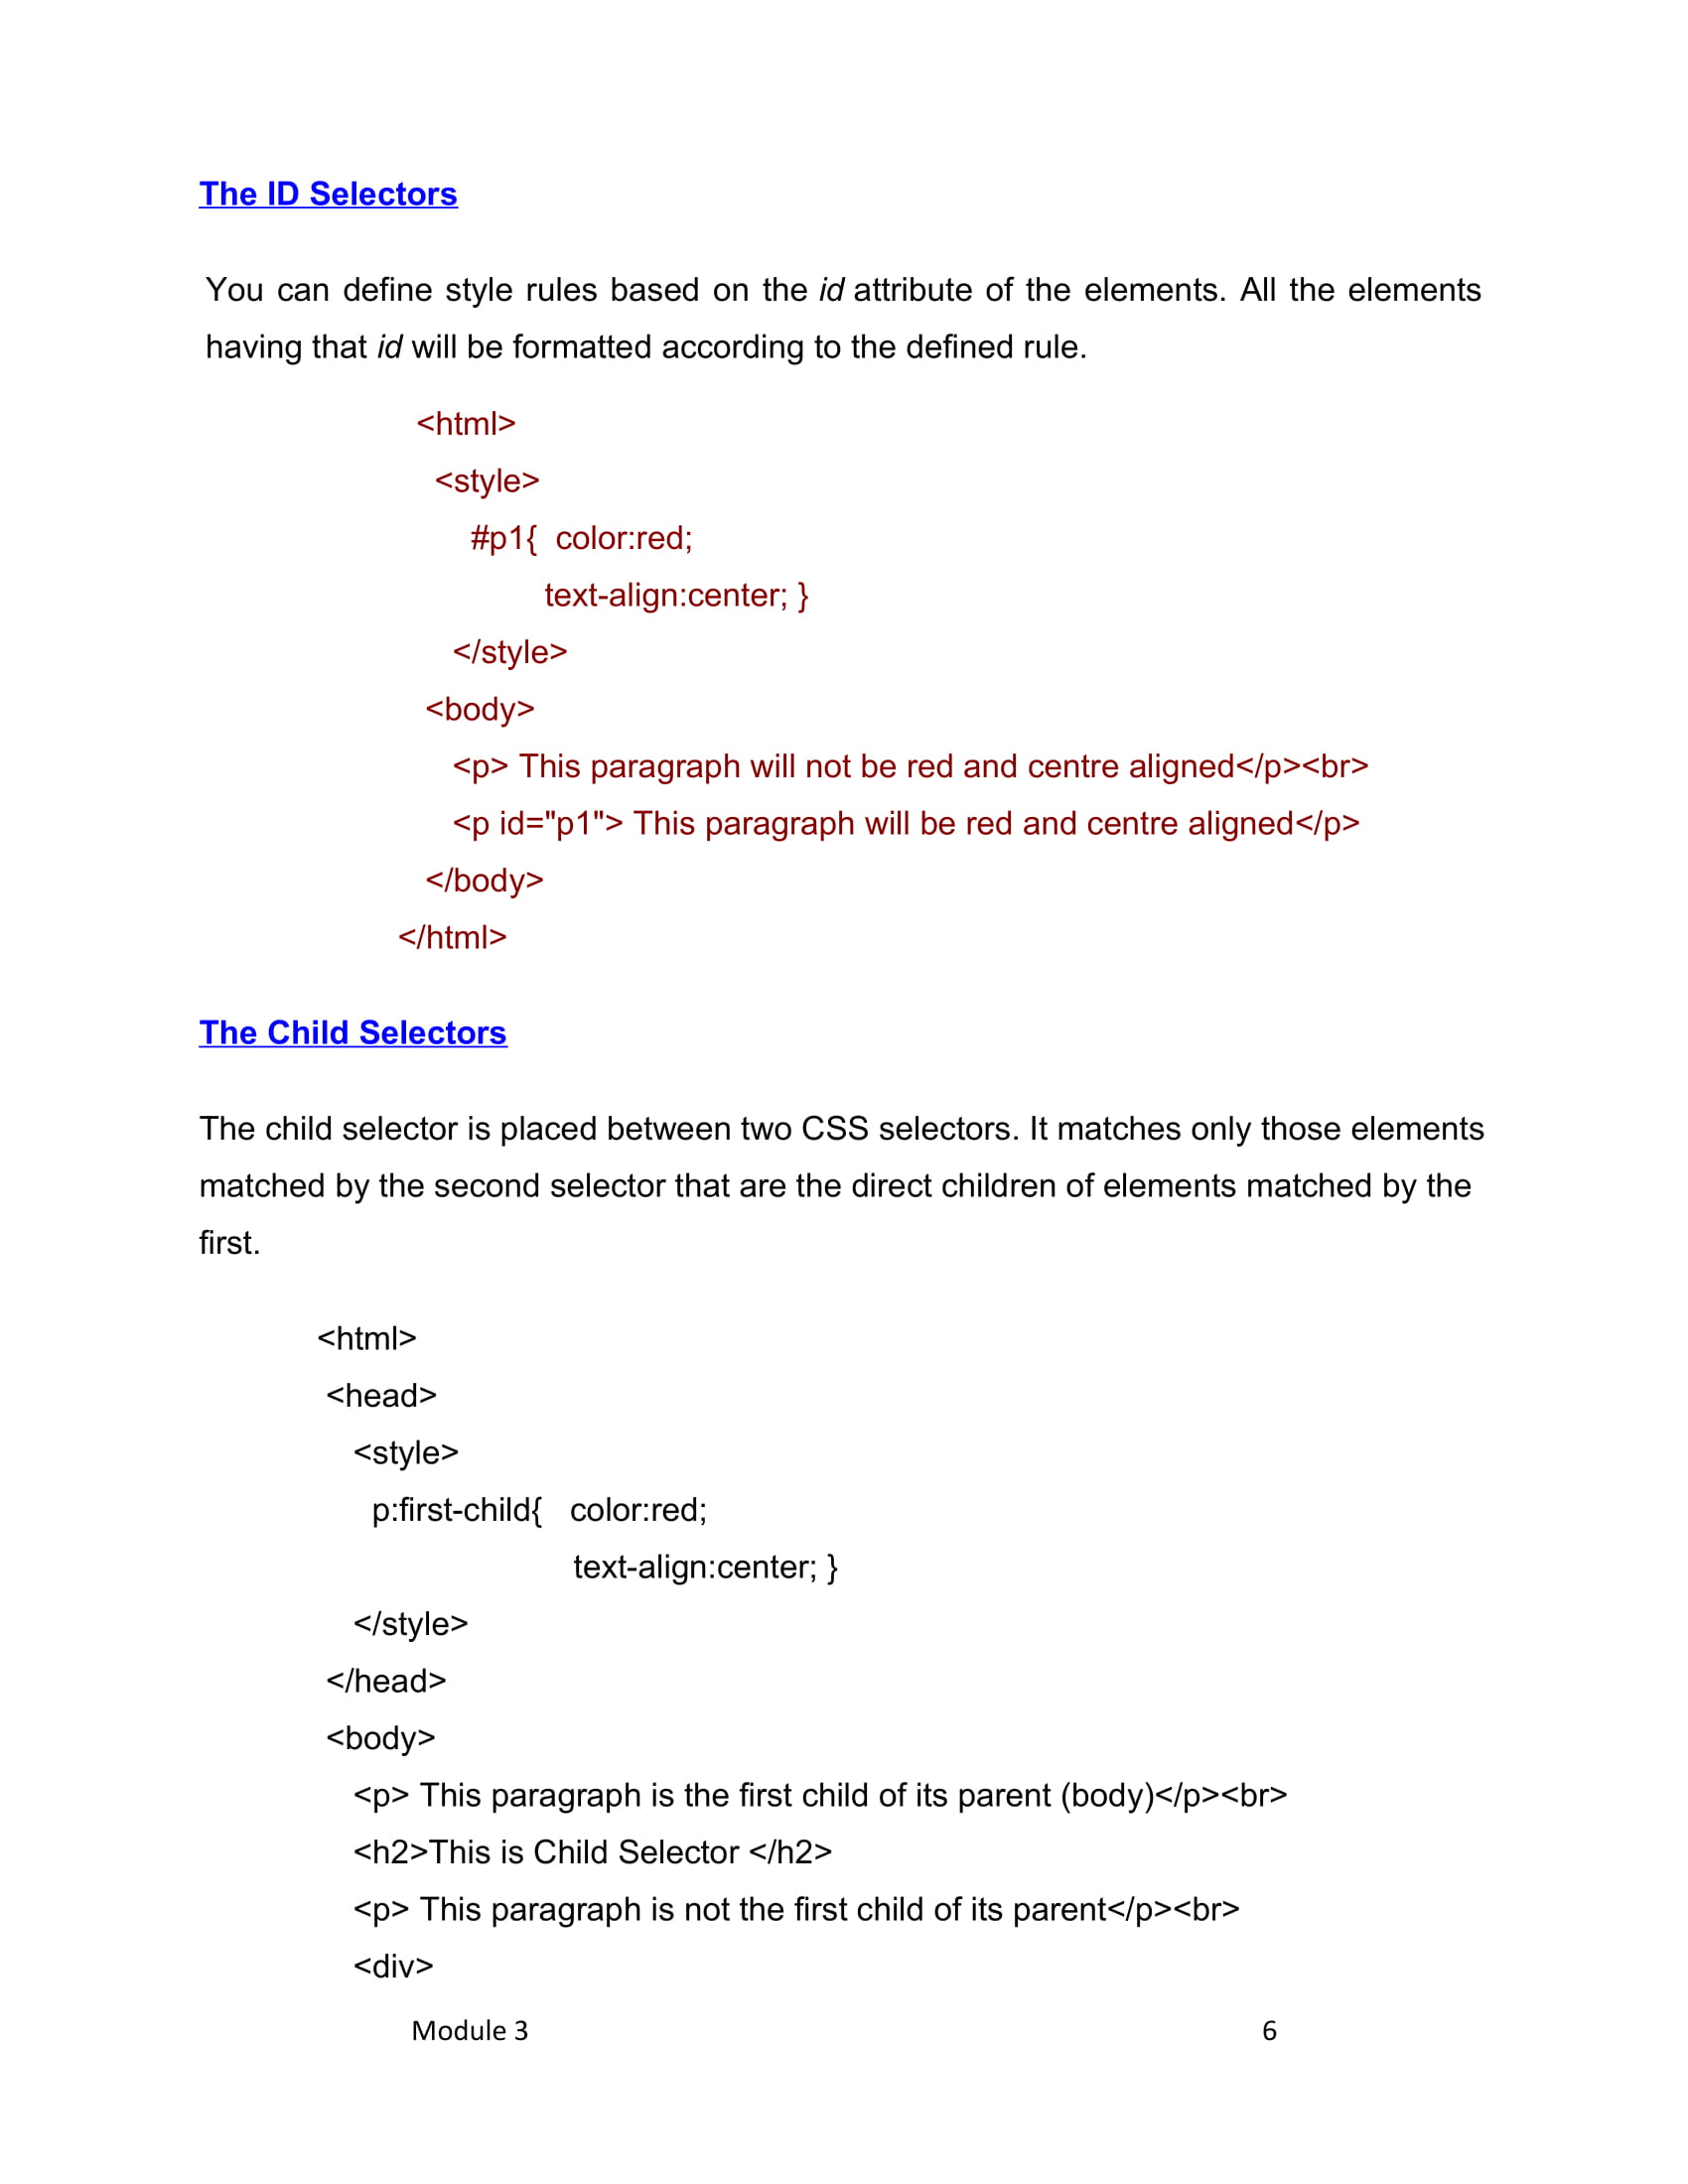 The ID Selectors
You can define style rules based on the id attribute of the elements. All the elements
having that id will be formatted according to the defined rule.
<html>
<style>
#p1{ color:red;
text-align:center; }
</style>
<body>
<p> This paragraph will not be red and centre aligned</p><br>
<p id="p1"> This paragraph will be red and centre aligned</p>
</body>
</html>
The Child Selectors
The child selector is placed between two CSS selectors. It matches only those elements
matched by the second selector that are the direct children of elements matched by the
first.
<html>
<head>
<style>
p:first-child{ color:red;
text-align:center; }
</style>
</head>
<body>
<p> This paragraph is the first child of its parent (body)</p><br>
<h2>This is Child Selector </h2>
<p> This paragraph is not the first child of its parent</p><br>
<div>
Module 3 6